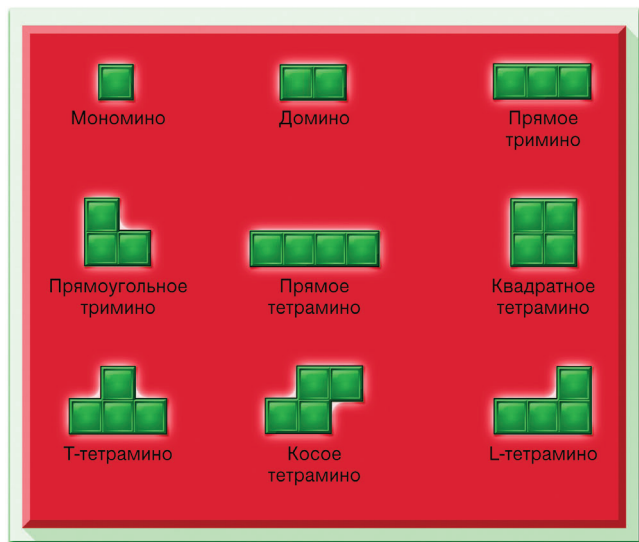 Мономино
Домино
Прямое
тримино
Прямоугольное
тримино
Прямое
тетрамино
Квадратное
тетрамино
Т-тетрамино
Косое
тетрамино
L-тетрамино